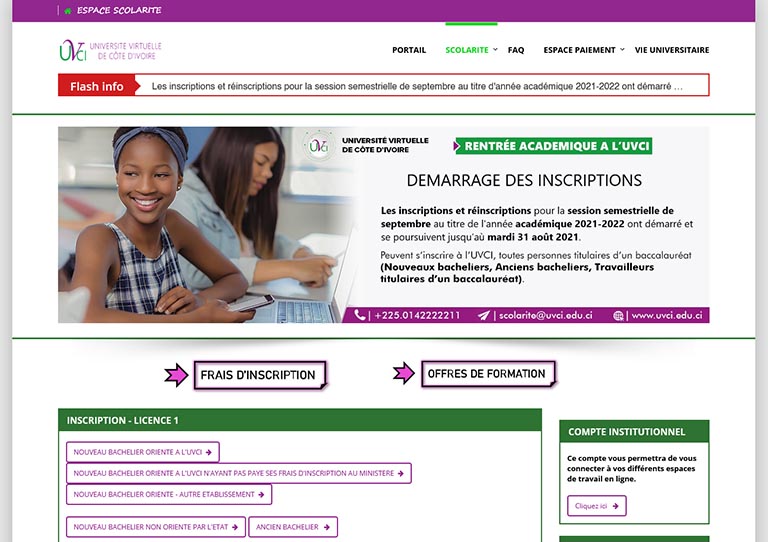 ESPACE SCOLARITE
UVCI UNIVERSITE VIRTUELLE
DE CÔTE D'IVOIRE
PORTAIL SCOLARITE FAQ ESPACE PAIEMENT VIE UNIVERSITAIRE
Flash info Les inscriptions et réinscriptions pour la session semestrielle de septembre au titre d'année académique 2021-2022 ont démarré …
UVCI UNIVERSITÉ VIRTUELLE
DE CÔTE D'IVOIRE
RENTRÉE ACADEMIQUE A L'UVCI
DEMARRAGE DES INSCRIPTIONS
Les inscriptions et réinscriptions pour la session semestrielle de
septembre au titre de l'année académique 2021-2022 ont démarré et
se poursuivent jusqu'aù mardi 31 août 2021.
Peuvent s'inscrire à l'UVCI, toutes personnes titulaires d'un baccalauréat
(Nouveaux bacheliers, Anciens bacheliers, Travailleurs
titulaires d'un baccalauréat).
| +225.0142222211 | scolarite@uvci.edu.ci | www.uvci.edu.ci
FRAIS D'INSCRIPTION
OFFRES DE FORMATION
INSCRIPTION - LICENCE 1
NOUVEAU BACHELIER ORIENTE A L'UVCI
NOUVEAU BACHELIER ORIENTE A L'UVCI N'AYANT PAS PAYE SES FRAIS D'INSCRIPTION AU MINISTERE
NOUVEAU BACHELIER ORIENTE - AUTRE ETABLISSEMENT
NOUVEAU BACHELIER NON ORIENTE PAR L'ETAT ANCIEN BACHELIER
COMPTE INSTITUTIONNEL
Ce compte vous permettra de vous
connecter à vos différents espaces
de travail en ligne.
Cliquez ici